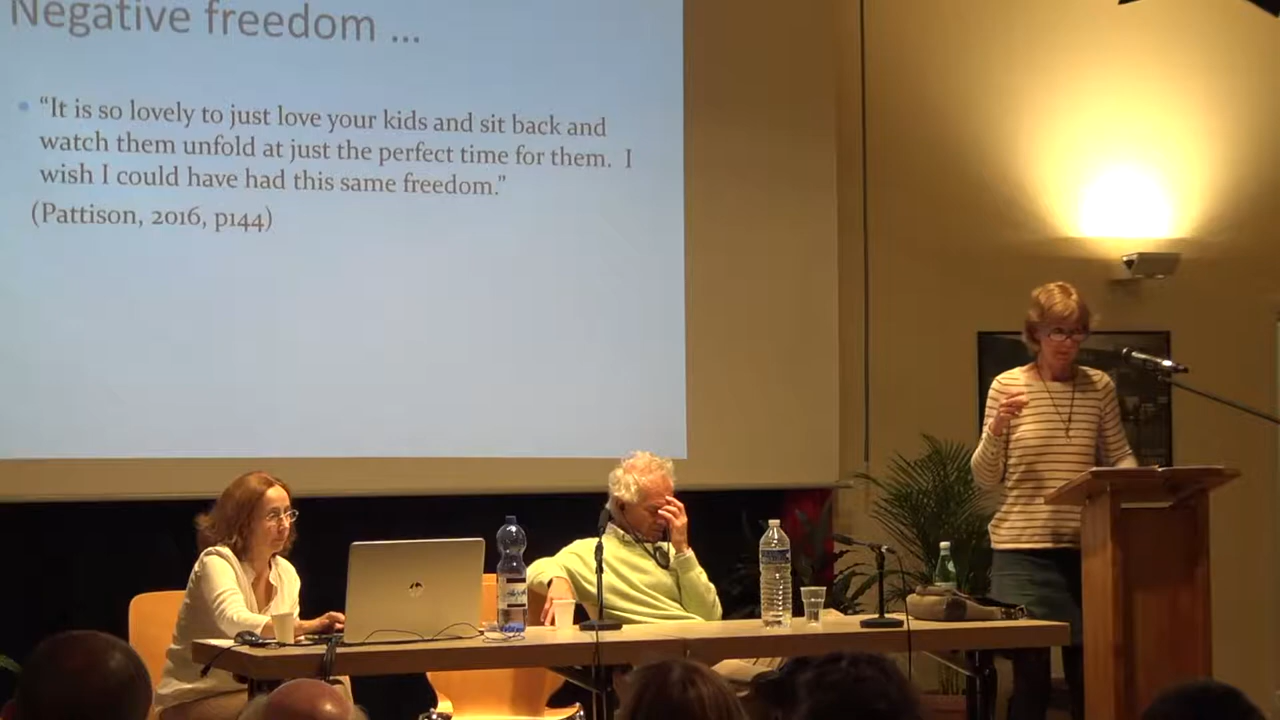 Negative freedom ...
“It is so lovely to just love your kids and sit back and
watch them unfold at just the perfect time for them. I
wish I could have had this same freedom.”
(Pattison, 2016, p144)
hp